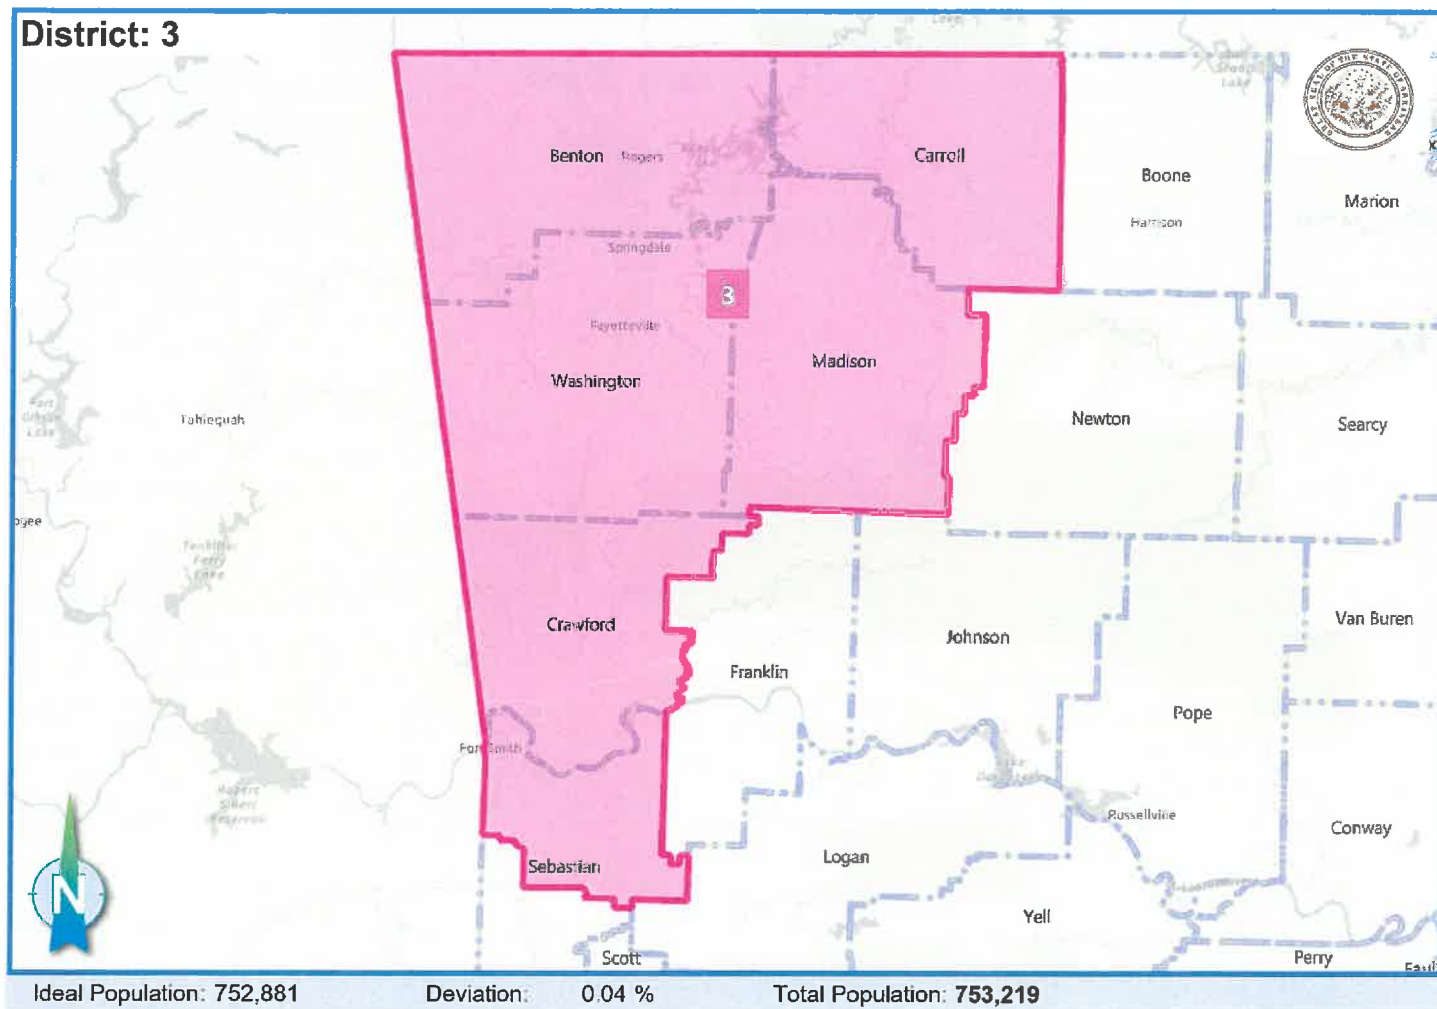 District: 3
Benton
Rogers
Carroll
Boone
Harrison
Marion
Springdale
3
Fayetteville
Washington
Madison
Newton
Searcy
Tahlequah
Crawford
Franklin
Johnson
Van Buren
Pope
Fort Smith
Russellville
Conway
Sebastian
Logan
Yell
Scott
Perry
N
Ideal Population: 752,881 Deviation: 0.04 % Total Population: 753,219